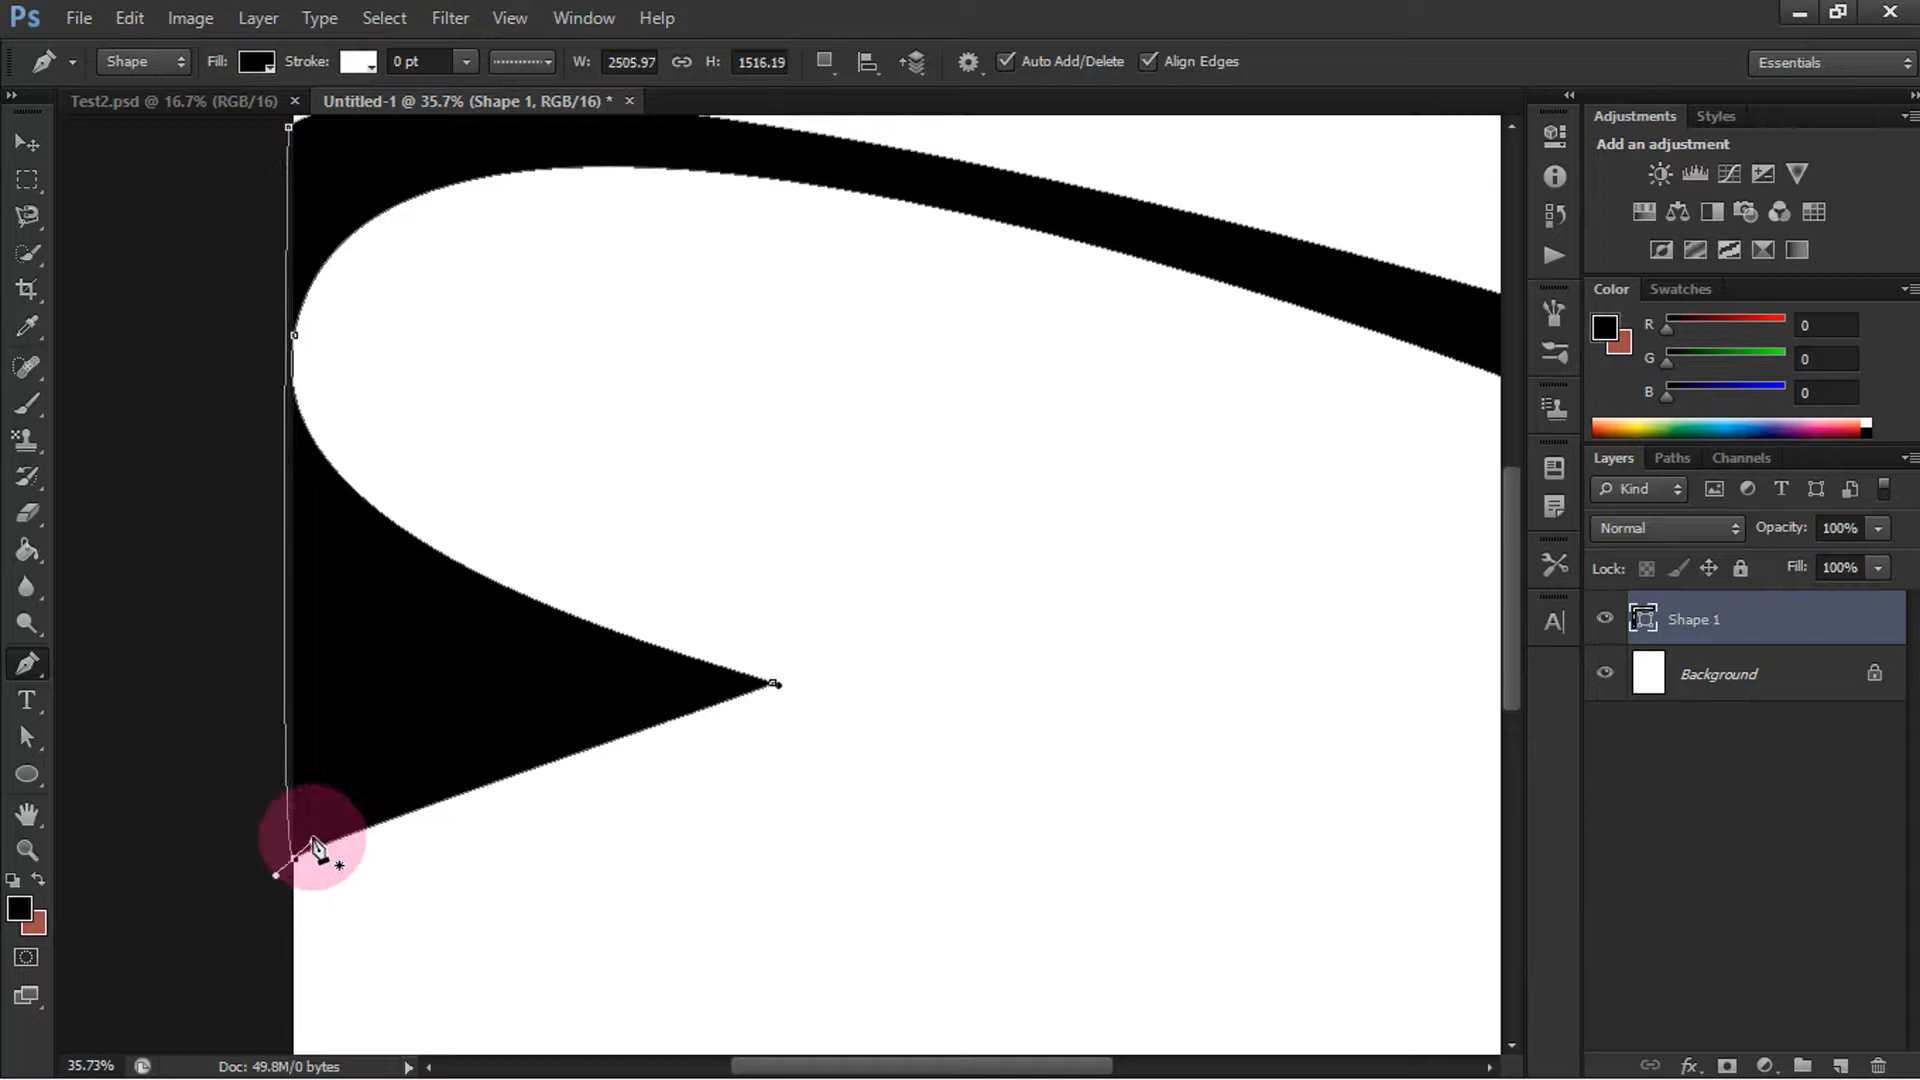 Ps File Edit Image Layer Type Select Filter View Window Help
Shape Fill: Stroke: 0 pt W: 2505.97 H: 1516.19 Auto Add/Delete Align Edges Essentials
Test2.psd @ 16.7% (RGB/16) × Untitled-1 @ 35.7% (Shape 1, RGB/16) * ×
Adjustments Styles
Add an adjustment
Color Swatches
R 0
G 0
B 0
Layers Paths Channels
Kind T
Normal Opacity: 100%
Lock: Fill: 100%
Shape 1
Background
T
A
fx
35.73% Doc: 49.8M/0 bytes